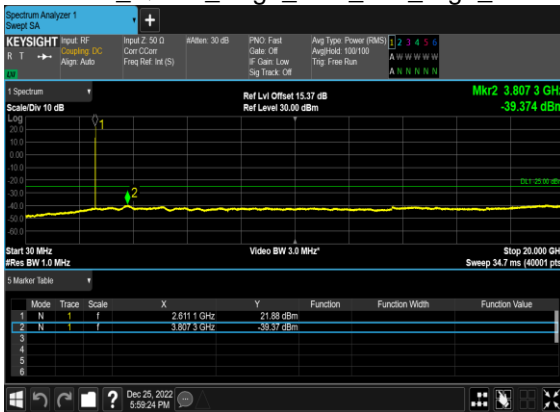 Spectrum Analyzer 1
Swept SA
+
KEYSIGHT
R T
Input: RF
Coupling: DC
Align: Auto
Input Z: 50 Ω
Corr CCorr
Freq Ref: Int (S)
#Atten: 30 dB
PNO: Fast
Gate: Off
IF Gain: Low
Sig Track: Off
Avg Type: Power (RMS)
Avg|Hold: 100/100
Trig: Free Run
1 2 3 4 5 6
A W W W W W
A N N N N N
1 Spectrum
Scale/Div 10 dB
Ref Lvl Offset 15.37 dB
Ref Level 30.00 dBm
Mkr2 3.807 3 GHz
-39.374 dBm
Log
20.0
10.0
0.00
-10.0
-20.0
-30.0
-40.0
-50.0
-60.0
1
2
Start 30 MHz
#Res BW 1.0 MHz
Video BW 3.0 MHz*
Stop 20.000 GH
Sweep 34.7 ms (40001 pts
5 Marker Table
Mode Trace Scale X Y Function Function Width Function Value
1 N 1 f 2.611 1 GHz 21.88 dBm
2 N 1 f 3.807 3 GHz -39.37 dBm
3
4
5
6
?
Dec 25, 2022
5:59:24 PM